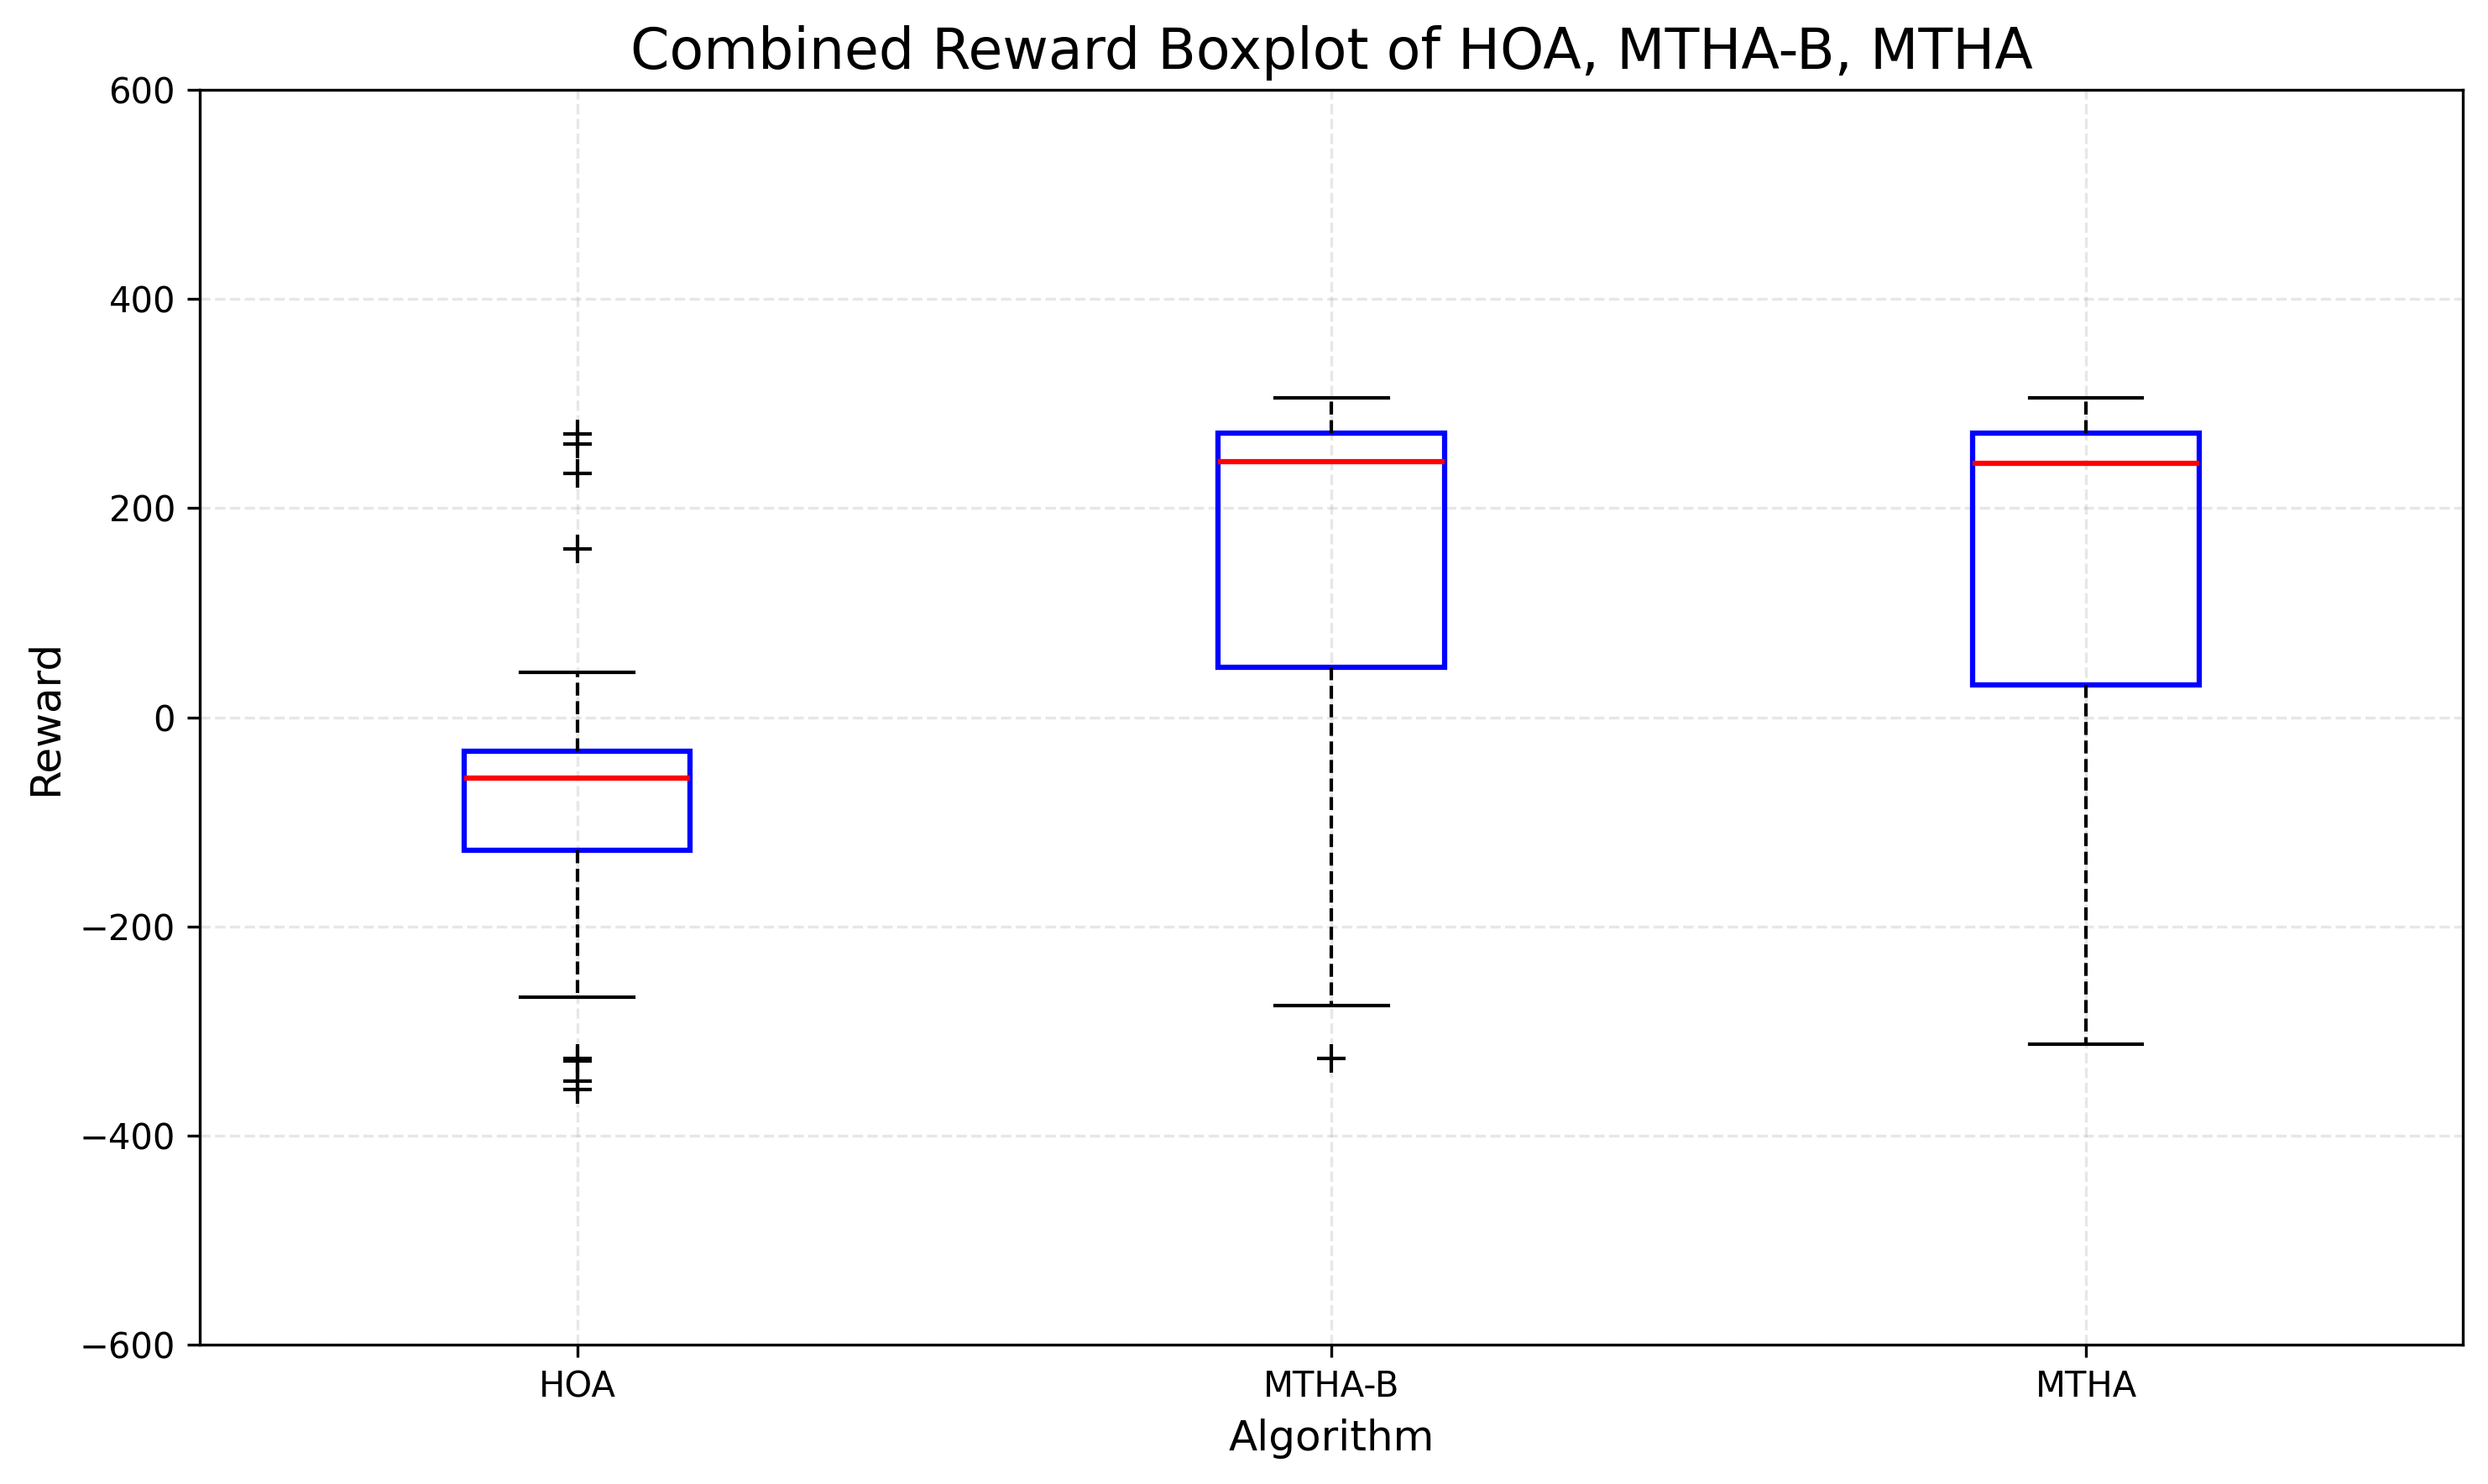 Combined Reward Boxplot of HOA, MTHA-B, MTHA
600
400
200
0
−200
−400
−600
Reward
HOA MTHA-B MTHA
Algorithm